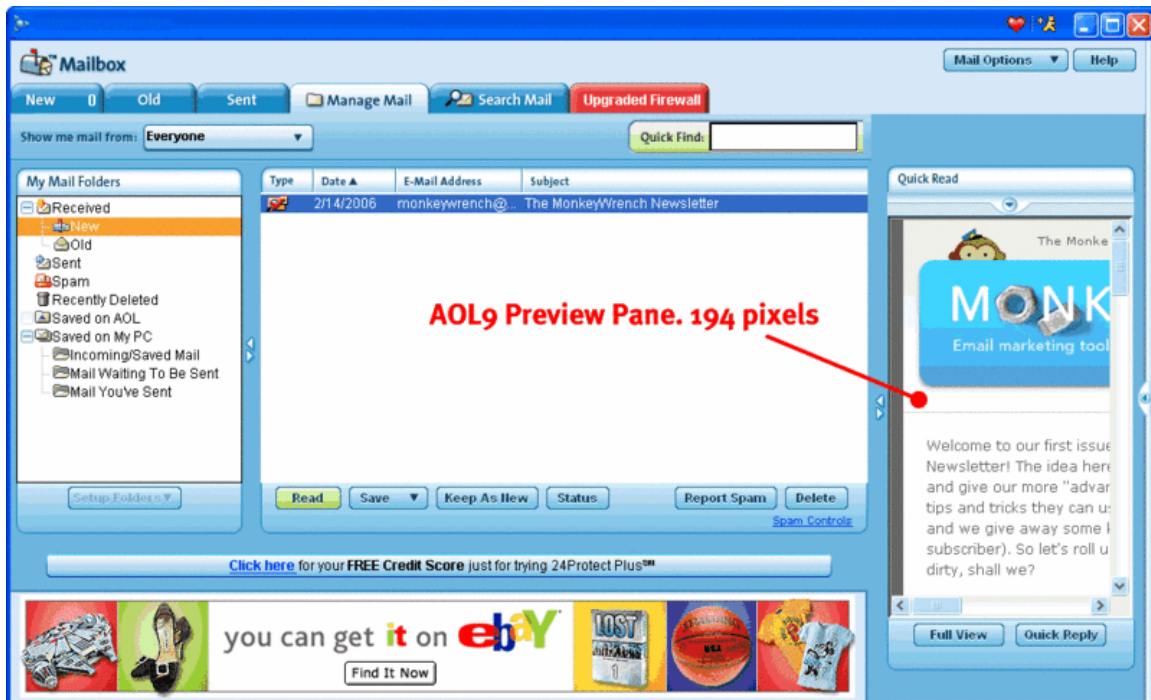 Mailbox
Mail Options
Help
New 0
Old
Sent
Manage Mail
Search Mail
Upgraded Firewall
Show me mail from: Everyone
Quick Find:
My Mail Folders
Received
New
Old
Sent
Spam
Recently Deleted
Saved on AOL
Saved on My PC
Incoming/Saved Mail
Mail Waiting To Be Sent
Mail You've Sent
Setup Folders
Type Date E-Mail Address Subject
2/14/2006 monkeywrench@... The MonkeyWrench Newsletter
AOL9 Preview Pane. 194 pixels
Read
Save
Keep As New
Status
Report Spam
Delete
Spam Controls
Quick Read
The Monke
MONK
Email marketing tool
Welcome to our first issue
Newsletter! The idea here
and give our more "advan
tips and tricks they can us
and we give away some
subscriber). So let's roll u
dirty, shall we?
Full View
Quick Reply
Click here for your FREE Credit Score just for trying 24Protect Plus℠
you can get it on ebY
Find It Now
LOST
1
SPALDING